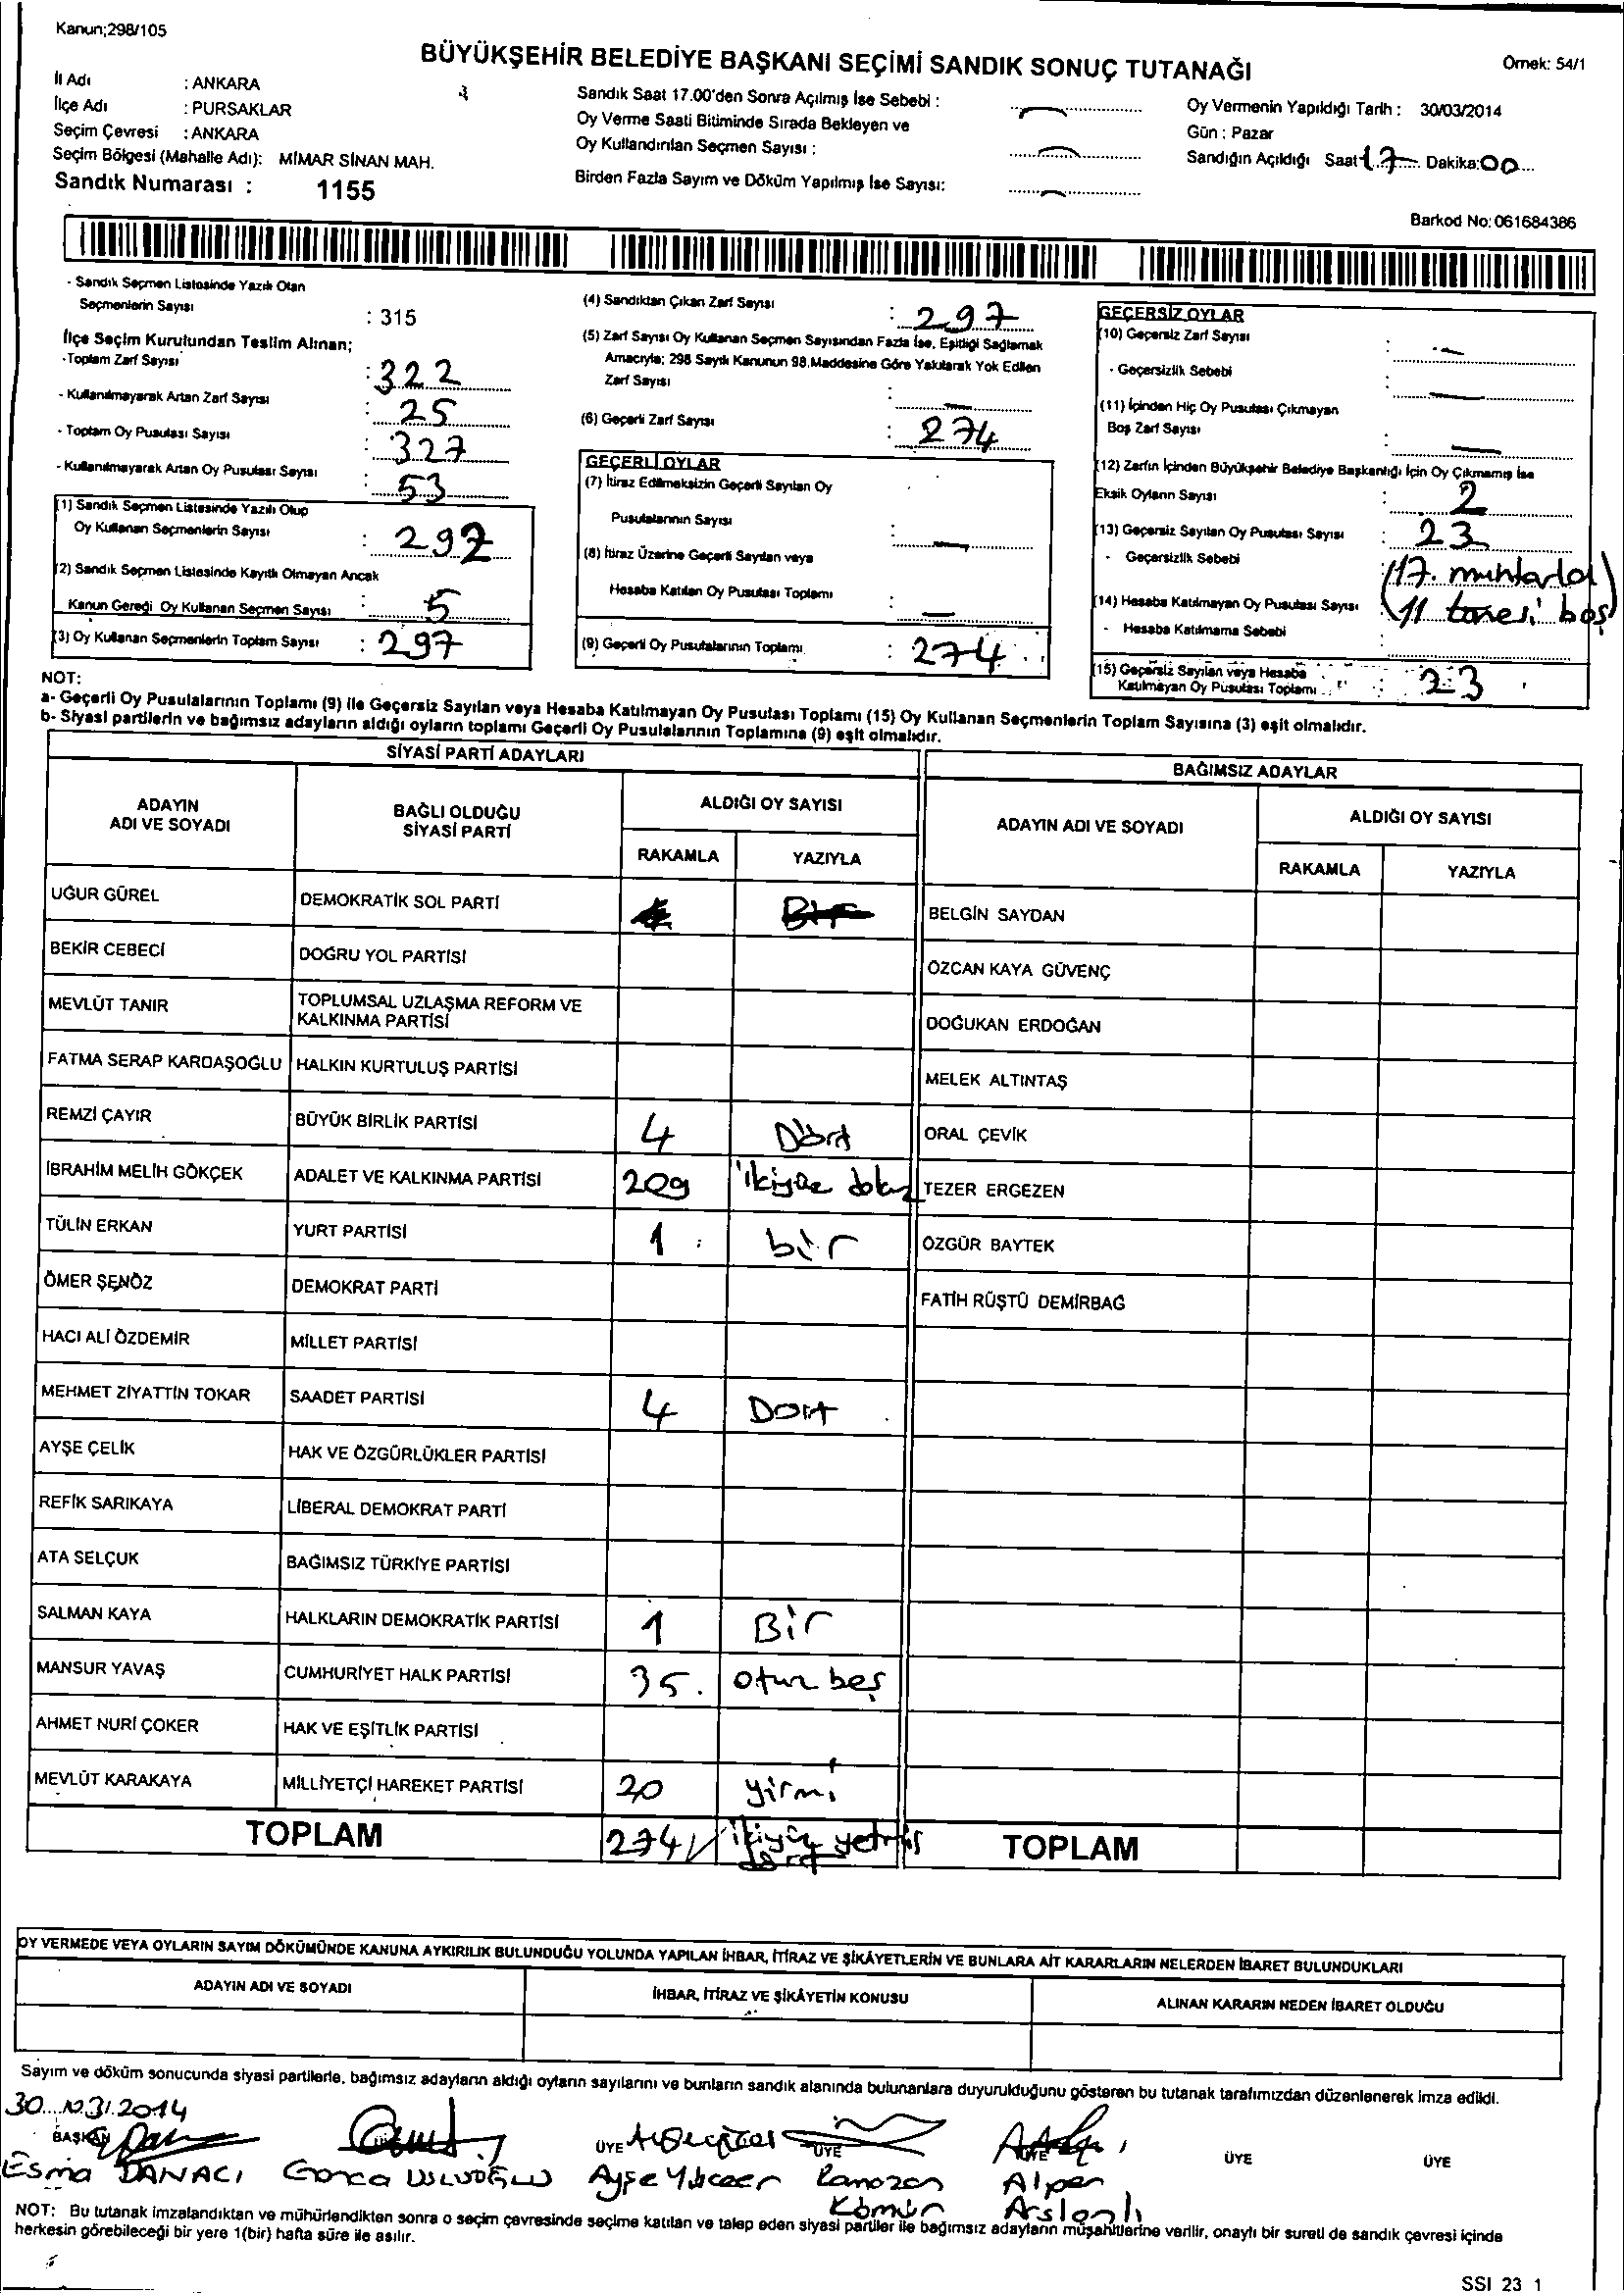 Kanun;298/105
BÜYÜKŞEHİR BELEDİYE BAŞKANI SEÇİMİ SANDIK SONUÇ TUTANAĞI
Örnek: 54/1
İl Adı : ANKARA
İlçe Adı : PURSAKLAR
Seçim Çevresi : ANKARA
Seçim Bölgesi (Mahalle Adı): MİMAR SİNAN MAH.
Sandık Numarası : 1155
Sandık Saat 17.00'den Sonra Açılmış İse Sebebi :
Oy Verme Saati Bitiminde Sırada Bekleyen ve
Oy Kullandırılan Seçmen Sayısı :
Birden Fazla Sayım ve Döküm Yapılmış İse Sayısı:
Oy Vermenin Yapıldığı Tarih : 30/03/2014
Gün : Pazar
Sandığın Açıldığı Saat 17 Dakika: 00
Barkod No: 061684386
- Sandık Seçmen Listesinde Yazılı Olan
Seçmenlerin Sayısı : 315
İlçe Seçim Kurulundan Teslim Alınan;
-Toplam Zarf Sayısı : 322
- Kullanılmayarak Artan Zarf Sayısı : 25
- Toplam Oy Pusulası Sayısı : 327
- Kullanılmayarak Artan Oy Pusulası Sayısı : 53
(1) Sandık Seçmen Listesinde Yazılı Olup
Oy Kullanan Seçmenlerin Sayısı : 292
(2) Sandık Seçmen Listesinde Kayıtlı Olmayan Ancak
Kanun Gereği Oy Kullanan Seçmen Sayısı : 5
(3) Oy Kullanan Seçmenlerin Toplam Sayısı : 297
(4) Sandıktan Çıkan Zarf Sayısı : 297
(5) Zarf Sayısı Oy Kullanan Seçmen Sayısından Fazla İse, Eşitliği Sağlamak
Amacıyla; 298 Sayılı Kanunun 98.Maddesine Göre Yakılarak Yok Edilen
Zarf Sayısı : —
(6) Geçerli Zarf Sayısı : 274
GEÇERLİ OYLAR
(7) İtiraz Edilmeksizin Geçerli Sayılan Oy
Pusulalarının Sayısı : —
(8) İtiraz Üzerine Geçerli Sayılan veya
Hesaba Katılan Oy Pusulası Toplamı : —
(9) Geçerli Oy Pusulalarının Toplamı : 274
GEÇERSİZ OYLAR
(10) Geçersiz Zarf Sayısı : —
- Geçersizlik Sebebi : —
(11) İçinden Hiç Oy Pusulası Çıkmayan
Boş Zarf Sayısı : —
(12) Zarfın İçinden Büyükşehir Belediye Başkanlığı İçin Oy Çıkmamış İse
Eksik Oyların Sayısı : 2
(13) Geçersiz Sayılan Oy Pusulası Sayısı : 23
- Geçersizlik Sebebi
(14) Hesaba Katılmayan Oy Pusulası Sayısı : (11 tanesi boş)
- Hesaba Katılmama Sebebi :
(15) Geçersiz Sayılan veya Hesaba
Katılmayan Oy Pusulası Toplamı : 23
NOT:
a- Geçerli Oy Pusulalarının Toplamı (9) ile Geçersiz Sayılan veya Hesaba Katılmayan Oy Pusulası Toplamı (15) Oy Kullanan Seçmenlerin Toplam Sayısına (3) eşit olmalıdır.
b- Siyasi partilerin ve bağımsız adayların aldığı oyların toplamı Geçerli Oy Pusulalarının Toplamına (9) eşit olmalıdır.
SİYASİ PARTİ ADAYLARI BAĞIMSIZ ADAYLAR
ADAYIN ADI VE SOYADI BAĞLI OLDUĞU SİYASİ PARTİ ALDIĞI OY SAYISI ADAYIN ADI VE SOYADI ALDIĞI OY SAYISI
RAKAMLA YAZIYLA RAKAMLA YAZIYLA
UĞUR GÜREL DEMOKRATİK SOL PARTİ BELGİN SAYDAN
BEKİR CEBECİ DOĞRU YOL PARTİSİ ÖZCAN KAYA GÜVENÇ
MEVLÜT TANIR TOPLUMSAL UZLAŞMA REFORM VE KALKINMA PARTİSİ DOĞUKAN ERDOĞAN
FATMA SERAP KARDAŞOĞLU HALKIN KURTULUŞ PARTİSİ MELEK ALTINTAŞ
REMZİ ÇAYIR BÜYÜK BİRLİK PARTİSİ 4 Dört ORAL ÇEVİK
İBRAHİM MELİH GÖKÇEK ADALET VE KALKINMA PARTİSİ 209 ikiyüz dokuz TEZER ERGEZEN
TÜLİN ERKAN YURT PARTİSİ 1 bir ÖZGÜR BAYTEK
ÖMER ŞENÖZ DEMOKRAT PARTİ FATİH RÜŞTÜ DEMİRBAĞ
HACI ALİ ÖZDEMİR MİLLET PARTİSİ
MEHMET ZİYATTİN TOKAR SAADET PARTİSİ 4 Dört
AYŞE ÇELİK HAK VE ÖZGÜRLÜKLER PARTİSİ
REFİK SARIKAYA LİBERAL DEMOKRAT PARTİ
ATA SELÇUK BAĞIMSIZ TÜRKİYE PARTİSİ
SALMAN KAYA HALKLARIN DEMOKRATİK PARTİSİ 1 Bir
MANSUR YAVAŞ CUMHURİYET HALK PARTİSİ 35. otuz beş
AHMET NURİ ÇOKER HAK VE EŞİTLİK PARTİSİ
MEVLÜT KARAKAYA MİLLİYETÇİ HAREKET PARTİSİ 20 yirmi
TOPLAM 274 ikiyüz yetmiş dört TOPLAM
OY VERMEDE VEYA OYLARIN SAYIM DÖKÜMÜNDE KANUNA AYKIRILIK BULUNDUĞU YOLUNDA YAPILAN İHBAR, İTİRAZ VE ŞİKÂYETLERİN VE BUNLARA AİT KARARLARIN NELERDEN İBARET BULUNDUKLARI
ADAYIN ADI VE SOYADI İHBAR, İTİRAZ VE ŞİKÂYETİN KONUSU ALINAN KARARIN NEDEN İBARET OLDUĞU
Sayım ve döküm sonucunda siyasi partilerle, bağımsız adayların aldığı oyların sayılarını ve bunların sandık alanında bulunanlara duyurulduğunu gösteren bu tutanak tarafımızdan düzenlenerek imza edildi.
30.../03/.2014
BAŞKAN ÜYE ÜYE ÜYE ÜYE ÜYE
Esma DANACI Gonca ULUOĞLU Ayşe Yüceer Ramazan Kömür Alper Arslanlı
NOT: Bu tutanak imzalandıktan ve mühürlendikten sonra o seçim çevresinde seçime katılan ve talep eden siyasi partiler ile bağımsız adayların müşahitlerine verilir, onaylı bir sureti de sandık çevresi içinde
herkesin görebileceği bir yere 1(bir) hafta süre ile asılır.
SSI 23 1